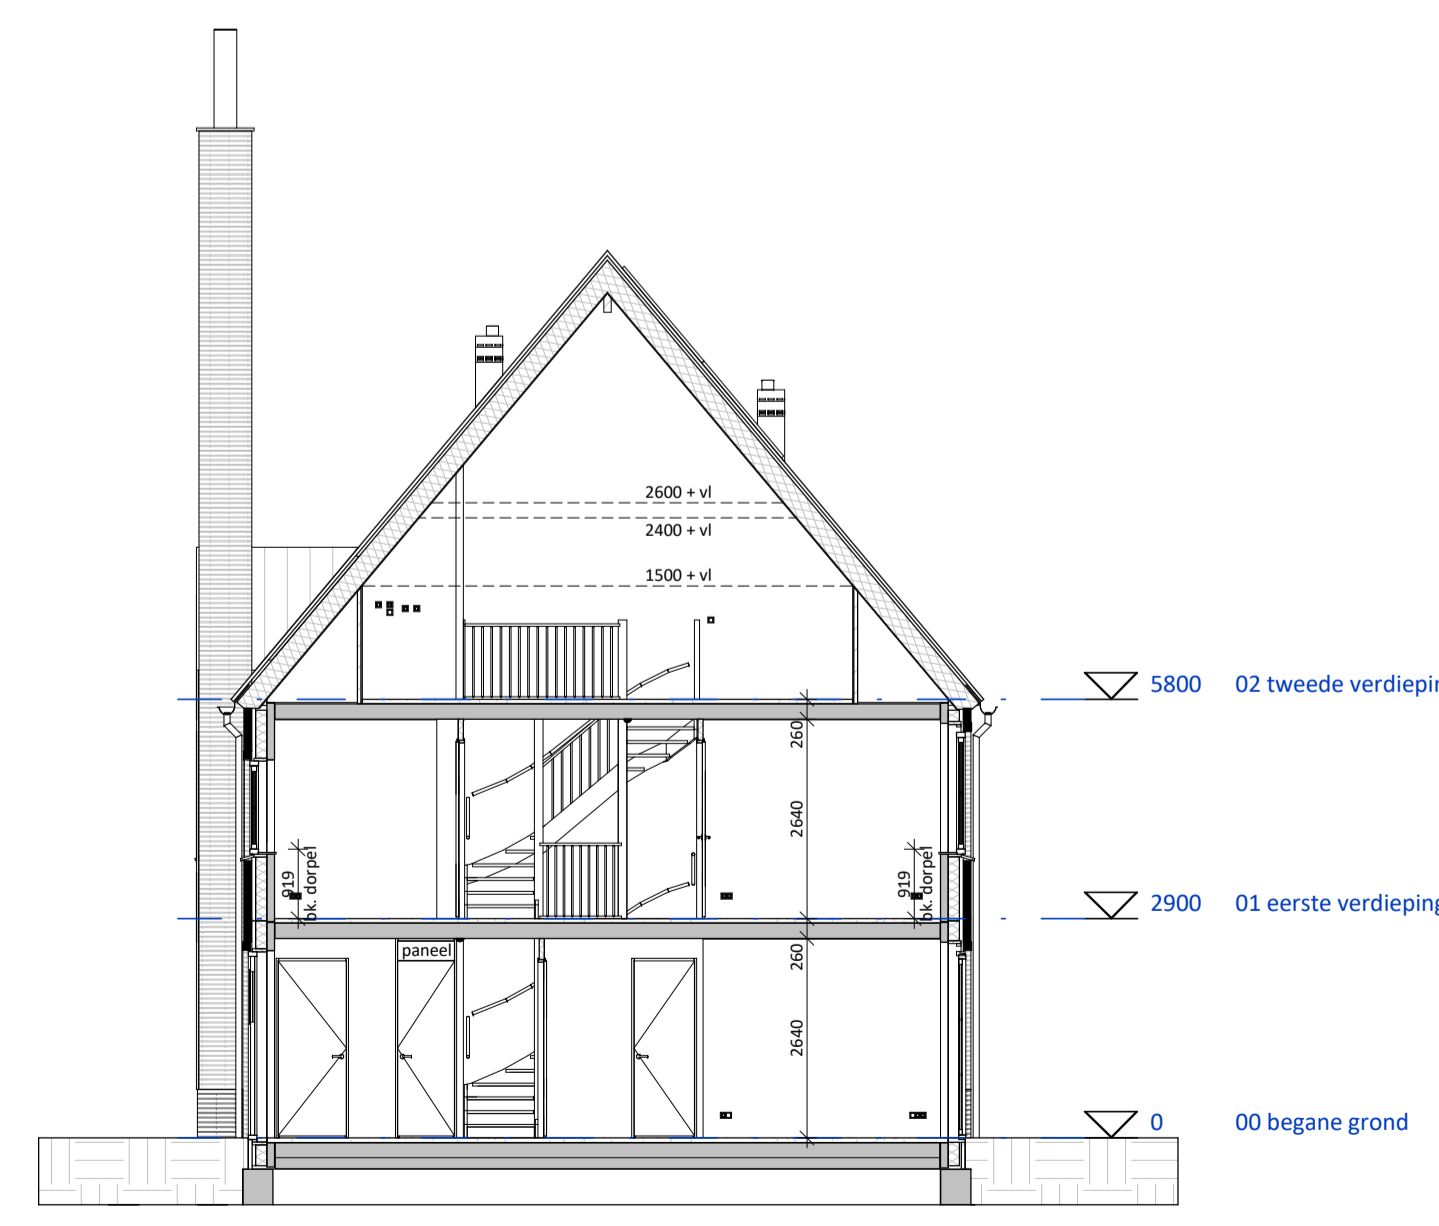 2600 + vl
2400 + vl
1500 + vl
5800 02 tweede verdiepin
260
2640
919
bk. dorpel
919
bk. dorpel
2900 01 eerste verdieping
paneel
260
2640
0 00 begane grond